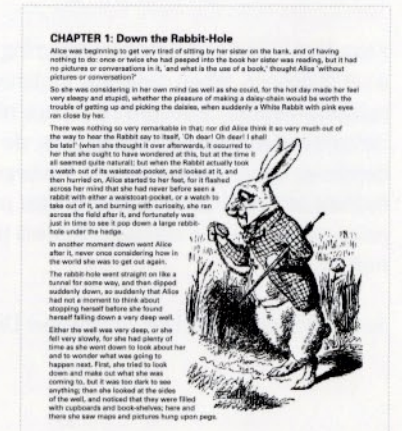 CHAPTER 1: Down the Rabbit-Hole
Alice was beginning to get very tired of sitting by her sister on the bank, and of having
nothing to do: once or twice she had peeped into the book her sister was reading, but it had
no pictures or conversations in it, 'and what is the use of a book,' thought Alice 'without
pictures or conversation?'
So she was considering in her own mind (as well as she could, for the hot day made her feel
very sleepy and stupid), whether the pleasure of making a daisy-chain would be worth the
trouble of getting up and picking the daisies, when suddenly a White Rabbit with pink eyes
ran close by her.
There was nothing so very remarkable in that; nor did Alice think it so very much out of
the way to hear the Rabbit say to itself, 'Oh dear! Oh dear! I shall
be late!' (when she thought it over afterwards, it occurred to
her that she ought to have wondered at this, but at the time it
all seemed quite natural); but when the Rabbit actually took
a watch out of its waistcoat-pocket, and looked at it, and
then hurried on, Alice started to her feet, for it flashed
across her mind that she had never before seen a
rabbit with either a waistcoat-pocket, or a watch to
take out of it, and burning with curiosity, she ran
across the field after it, and fortunately was
just in time to see it pop down a large rabbit-
hole under the hedge.
In another moment down went Alice
after it, never once considering how in
the world she was to get out again.
The rabbit-hole went straight on like a
tunnel for some way, and then dipped
suddenly down, so suddenly that Alice
had not a moment to think about
stopping herself before she found
herself falling down a very deep well.
Either the well was very deep, or she
fell very slowly, for she had plenty of
time as she went down to look about her
and to wonder what was going to
happen next. First, she tried to look
down and make out what she was
coming to, but it was too dark to see
anything; then she looked at the sides
of the well, and noticed that they were filled
with cupboards and book-shelves; here and
there she saw maps and pictures hung upon pegs.